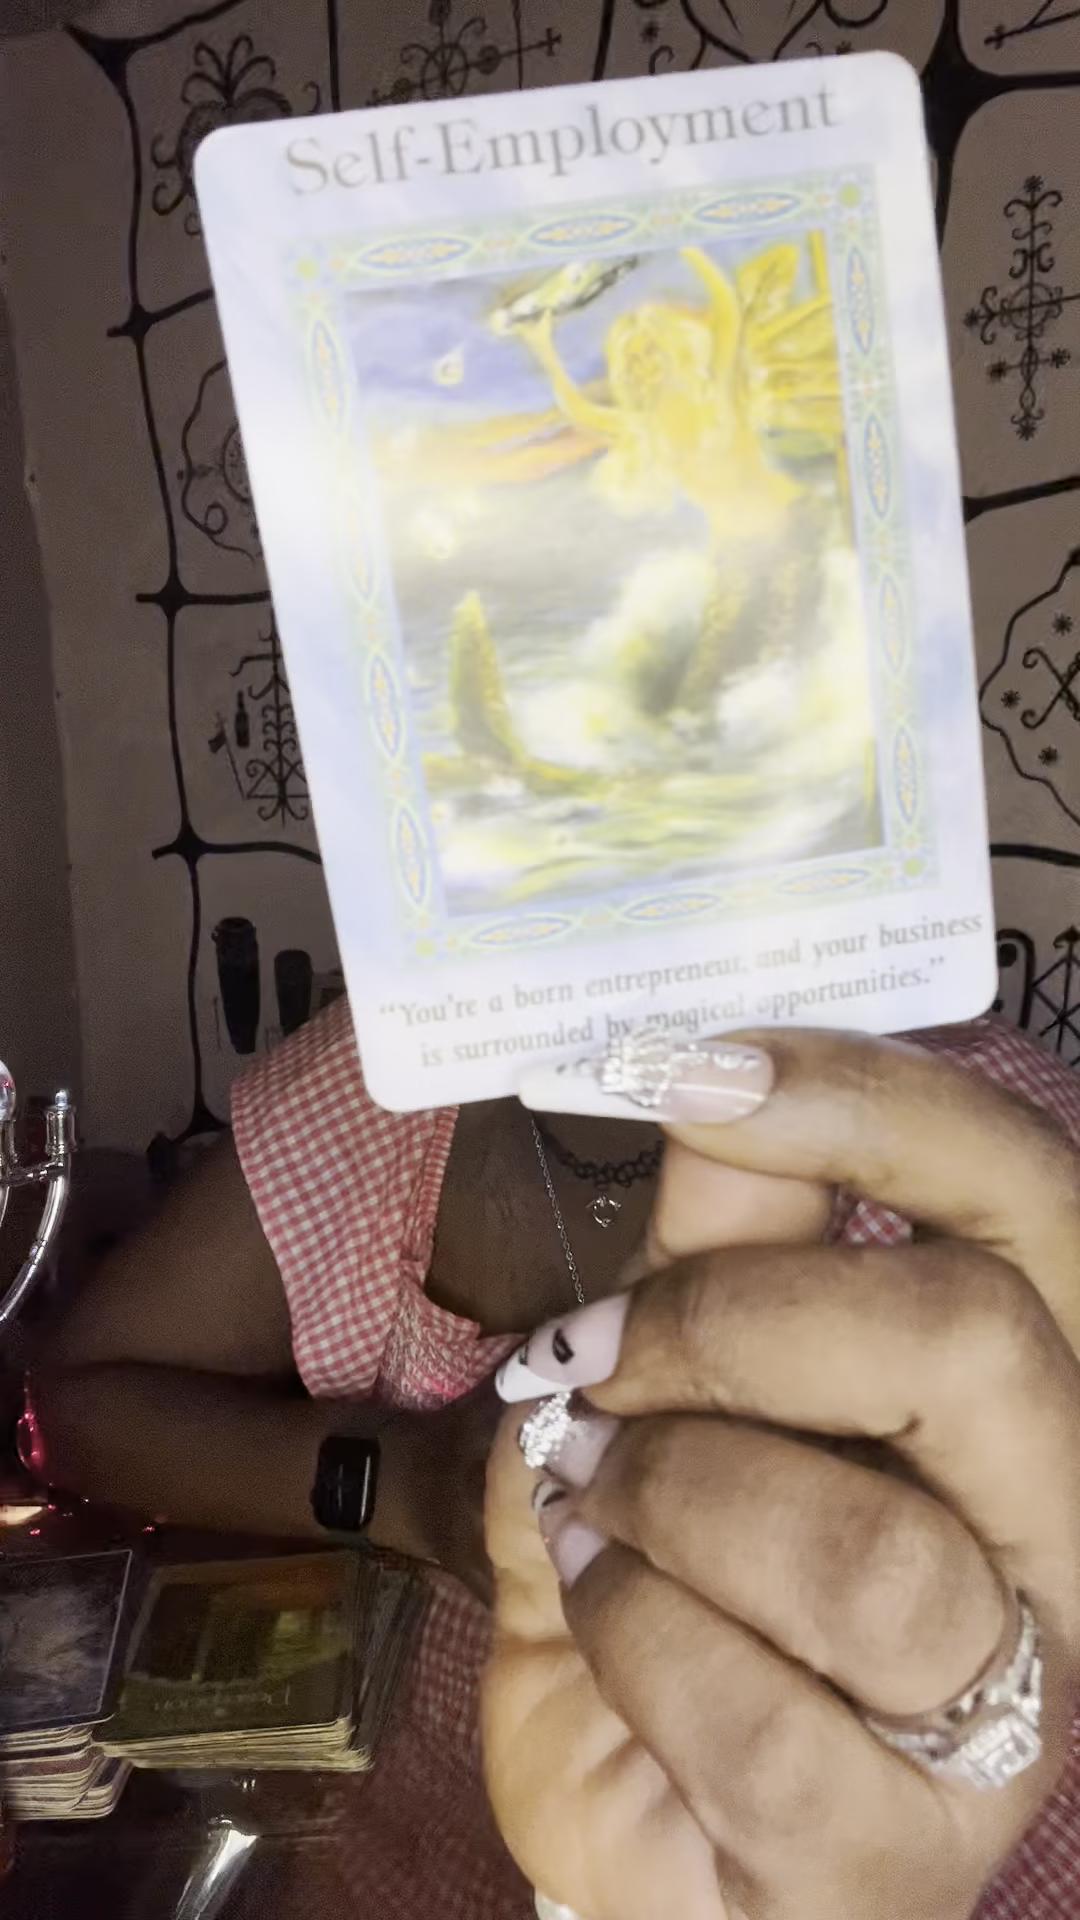 Self-Employment
"You're a born entrepreneur, and your business
is surrounded by magical opportunities."